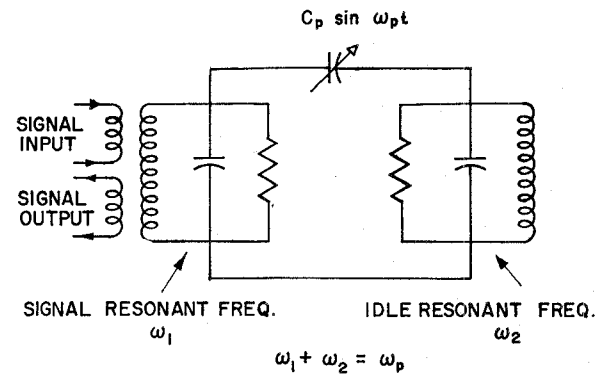 Cₚ sin ωₚt
SIGNAL
INPUT
SIGNAL
OUTPUT
SIGNAL RESONANT FREQ.
ω₁
IDLE RESONANT FREQ.
ω₂
ω₁ + ω₂ = ωₚ